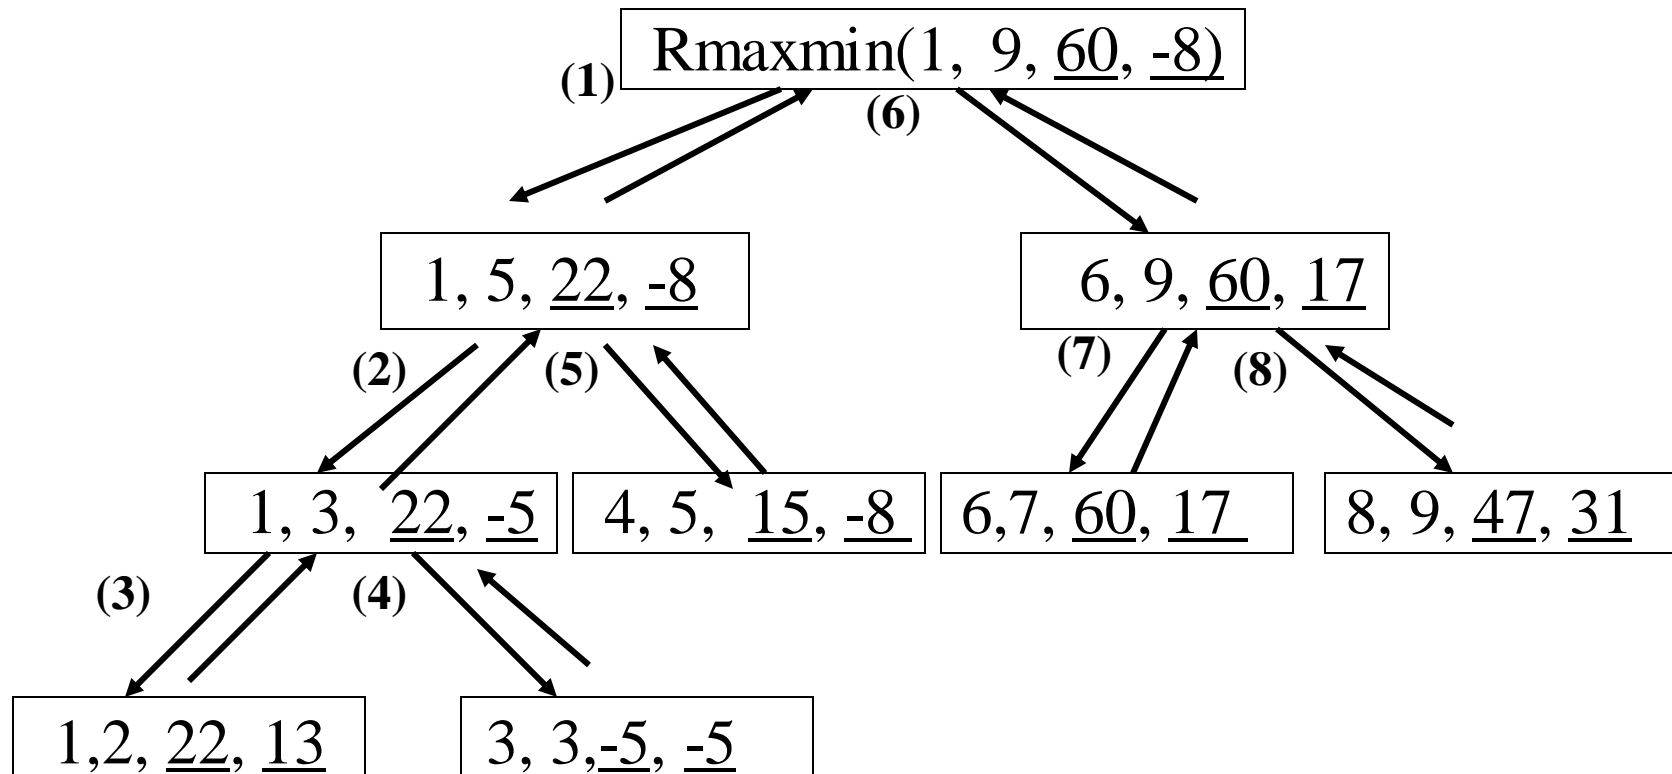 Rmaxmin(1, 9, 60, -8)
(1)
(6)
1, 5, 22, -8
6, 9, 60, 17
(2)
(5)
(7)
(8)
1, 3, 22, -5
4, 5, 15, -8
6,7, 60, 17
8, 9, 47, 31
(3)
(4)
1,2, 22, 13
3, 3,-5, -5